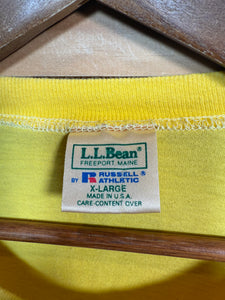 L.L.Bean®
FREEPORT, MAINE
BY R RUSSELL®
ATHLETIC
X-LARGE
MADE IN U.S.A.
CARE-CONTENT OVER